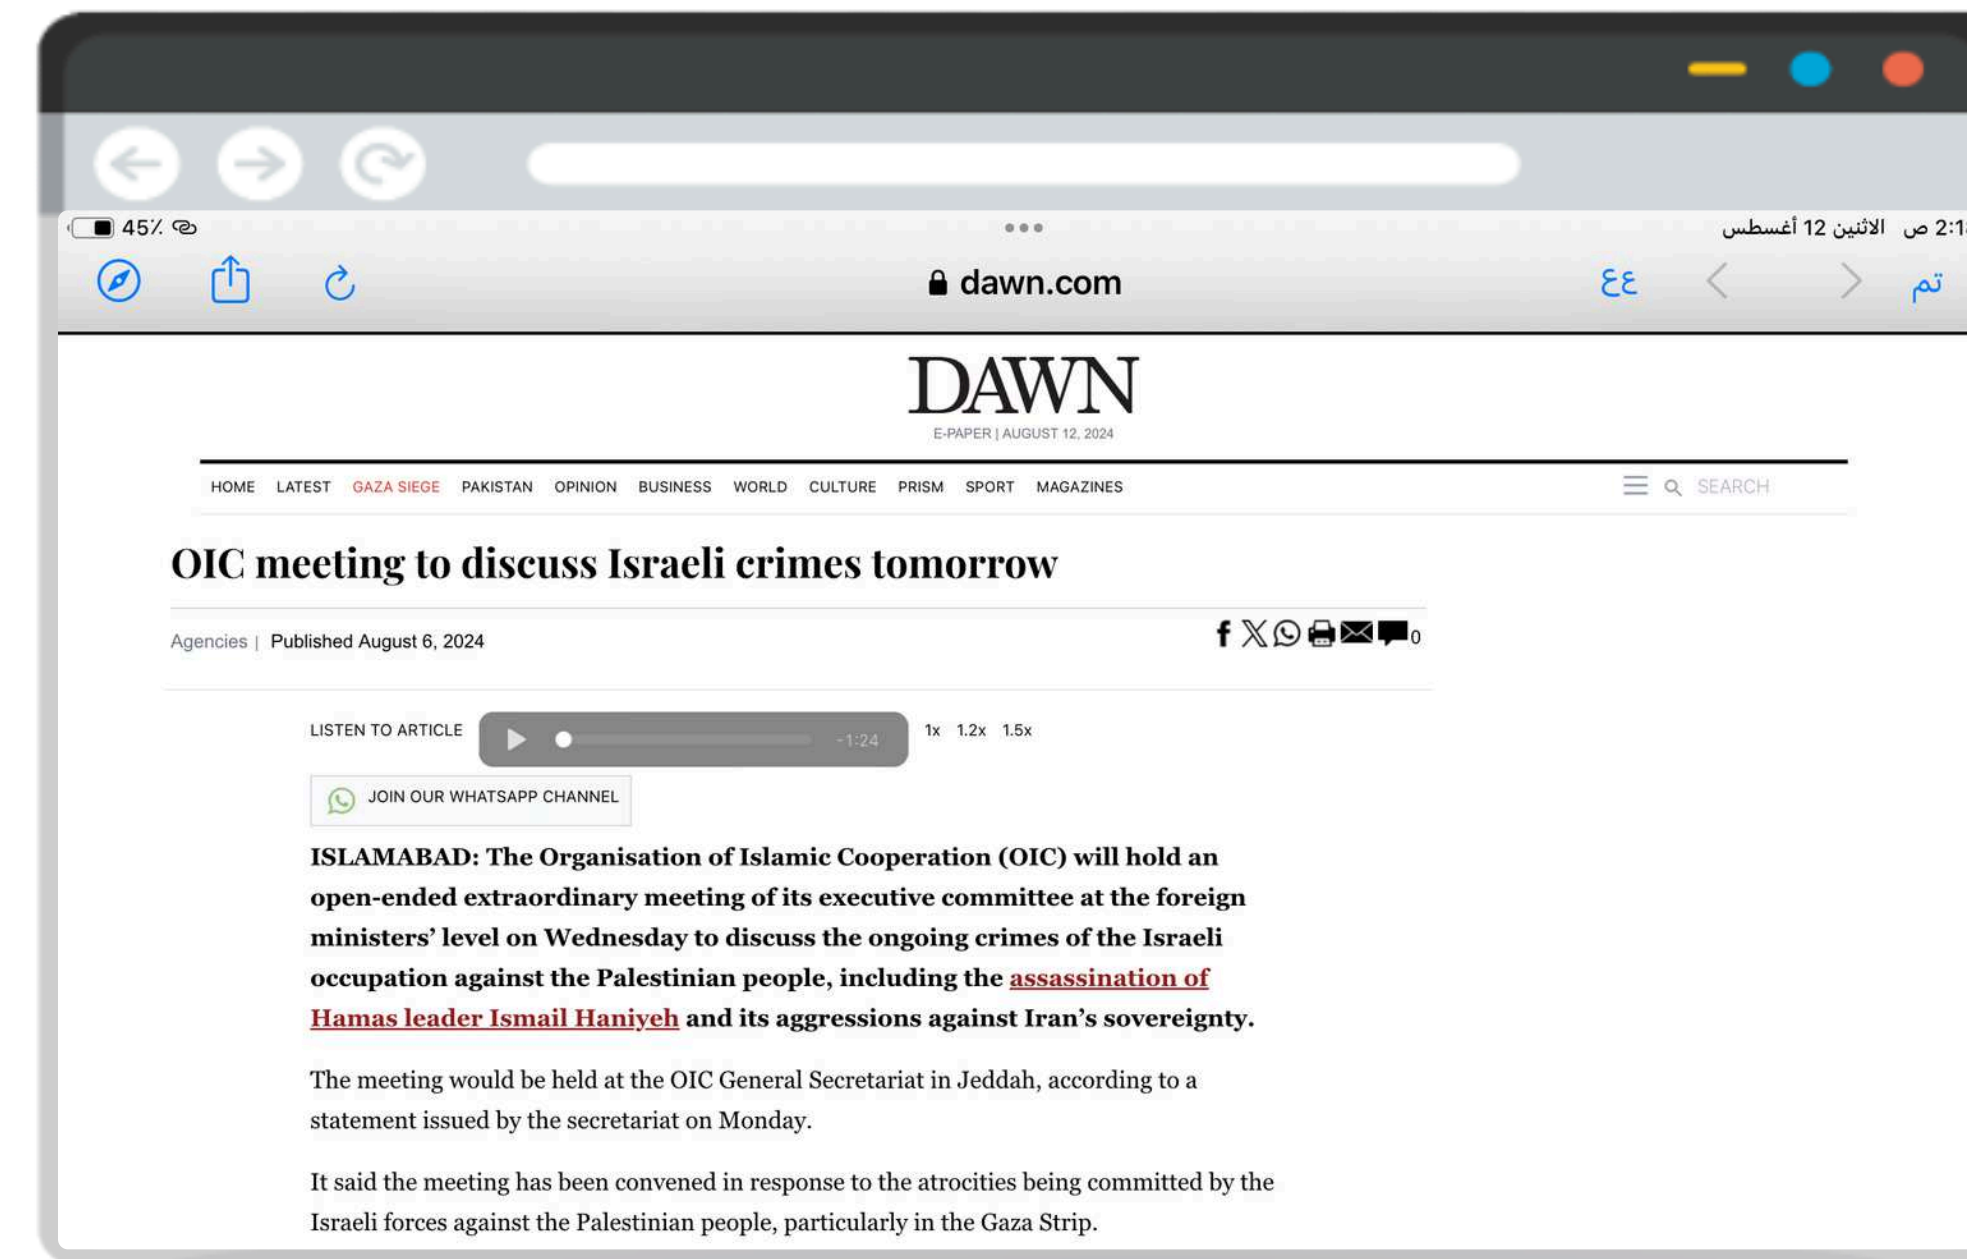 45٪
2:18 ص الاثنين 12 أغسطس
dawn.com
عع
تم
DAWN
E-PAPER | AUGUST 12, 2024
HOME LATEST GAZA SIEGE PAKISTAN OPINION BUSINESS WORLD CULTURE PRISM SPORT MAGAZINES SEARCH
OIC meeting to discuss Israeli crimes tomorrow
Agencies | Published August 6, 2024 0
LISTEN TO ARTICLE -1:24 1x 1.2x 1.5x
JOIN OUR WHATSAPP CHANNEL
ISLAMABAD: The Organisation of Islamic Cooperation (OIC) will hold an
open-ended extraordinary meeting of its executive committee at the foreign
ministers’ level on Wednesday to discuss the ongoing crimes of the Israeli
occupation against the Palestinian people, including the assassination of
Hamas leader Ismail Haniyeh and its aggressions against Iran’s sovereignty.
The meeting would be held at the OIC General Secretariat in Jeddah, according to a
statement issued by the secretariat on Monday.
It said the meeting has been convened in response to the atrocities being committed by the
Israeli forces against the Palestinian people, particularly in the Gaza Strip.